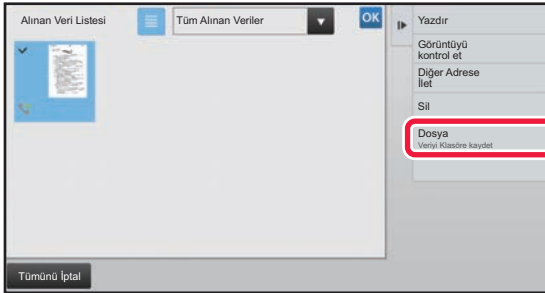 Alınan Veri Listesi
Tüm Alınan Veriler
OK
Yazdır
Görüntüyü
kontrol et
Diğer Adrese
İlet
Sil
Dosya
Veriyi Klasöre kaydet
Tümünü İptal